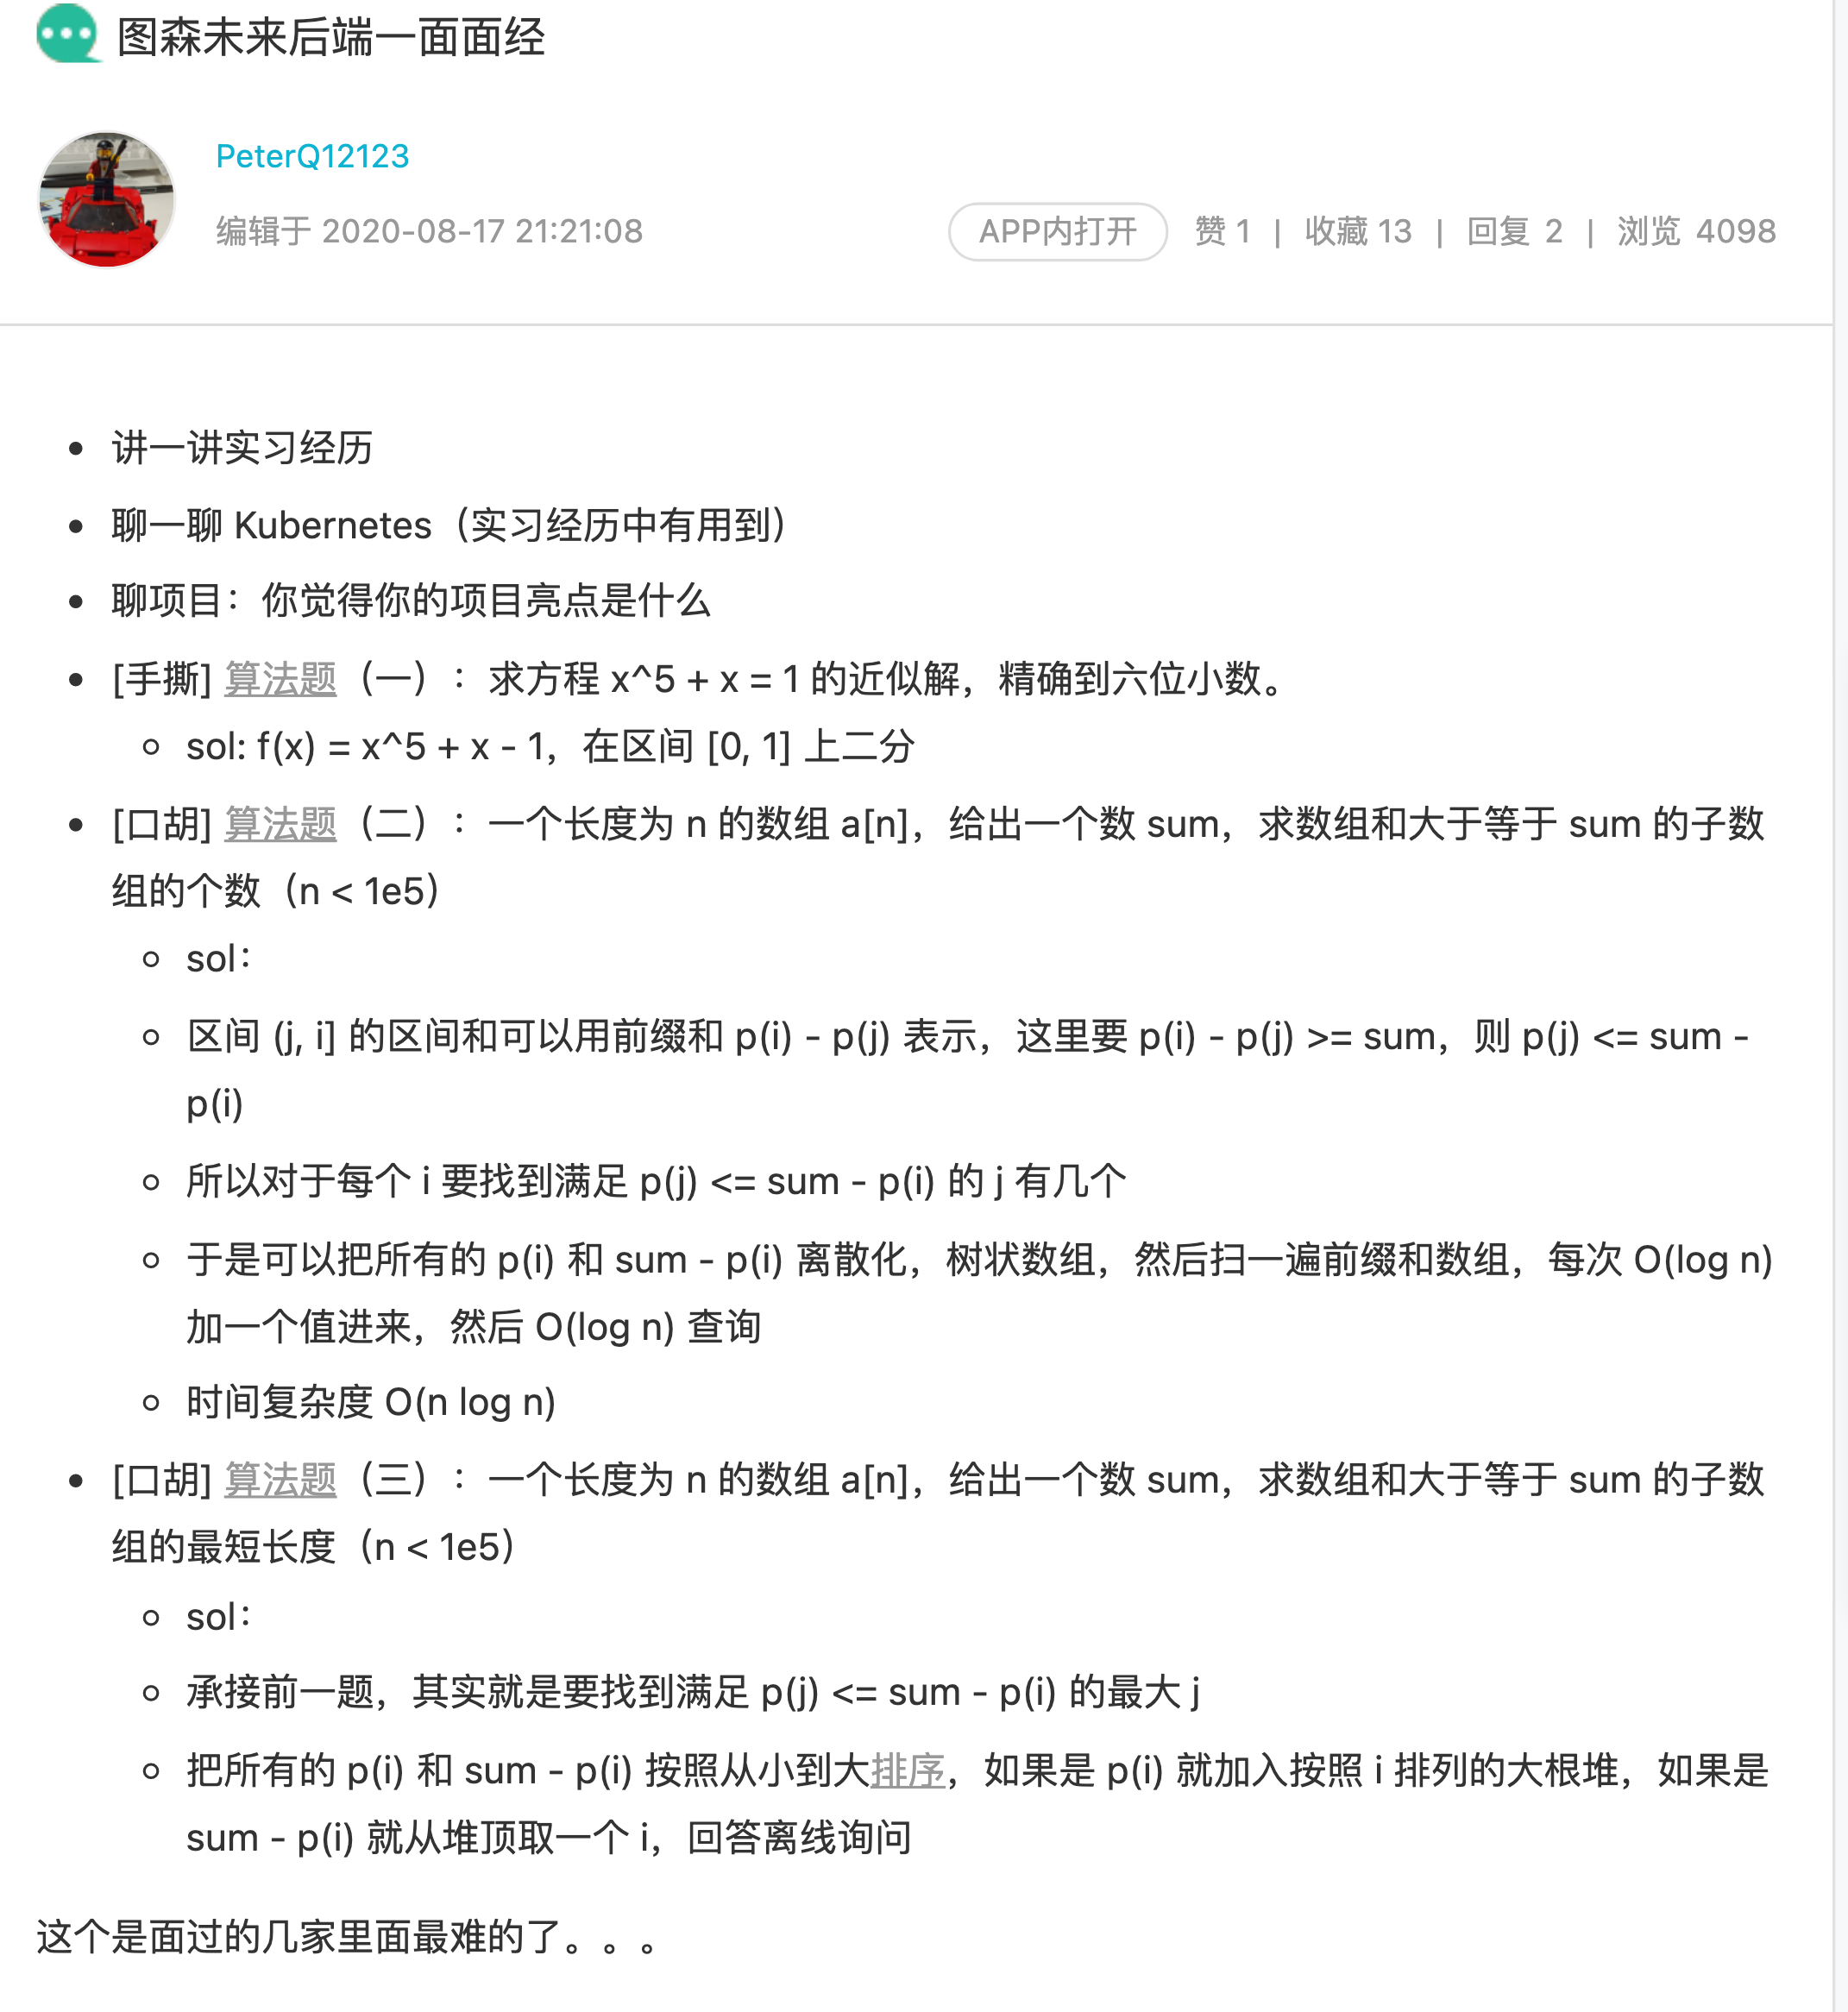 图森未来后端一面面经
PeterQ12123
编辑于 2020-08-17 21:21:08
APP内打开 赞 1 | 收藏 13 | 回复 2 | 浏览 4098
讲一讲实习经历
聊一聊 Kubernetes（实习经历中有用到）
聊项目：你觉得你的项目亮点是什么
[手撕] 算法题（一）：求方程 x^5 + x = 1 的近似解，精确到六位小数。
sol: f(x) = x^5 + x - 1，在区间 [0, 1] 上二分
[口胡] 算法题（二）：一个长度为 n 的数组 a[n]，给出一个数 sum，求数组和大于等于 sum 的子数
组的个数（n < 1e5）
sol：
区间 (j, i] 的区间和可以用前缀和 p(i) - p(j) 表示，这里要 p(i) - p(j) >= sum，则 p(j) <= sum -
p(i)
所以对于每个 i 要找到满足 p(j) <= sum - p(i) 的 j 有几个
于是可以把所有的 p(i) 和 sum - p(i) 离散化，树状数组，然后扫一遍前缀和数组，每次 O(log n)
加一个值进来，然后 O(log n) 查询
时间复杂度 O(n log n)
[口胡] 算法题（三）：一个长度为 n 的数组 a[n]，给出一个数 sum，求数组和大于等于 sum 的子数
组的最短长度（n < 1e5）
sol：
承接前一题，其实就是要找到满足 p(j) <= sum - p(i) 的最大 j
把所有的 p(i) 和 sum - p(i) 按照从小到大排序，如果是 p(i) 就加入按照 i 排列的大根堆，如果是
sum - p(i) 就从堆顶取一个 i，回答离线询问
这个是面过的几家里面最难的了。。。